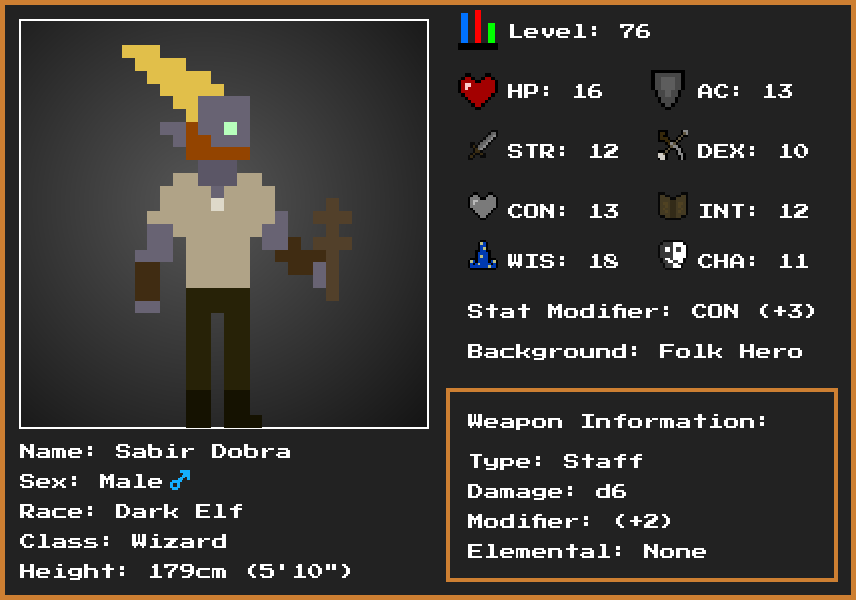 Level: 76
HP: 16 AC: 13
STR: 12 DEX: 10
CON: 13 INT: 12
WIS: 18 CHA: 11
Stat Modifier: CON (+3)
Background: Folk Hero
Weapon Information:
Type: Staff
Damage: d6
Modifier: (+2)
Elemental: None
Name: Sabir Dobra
Sex: Male♂
Race: Dark Elf
Class: Wizard
Height: 179cm (5'10")